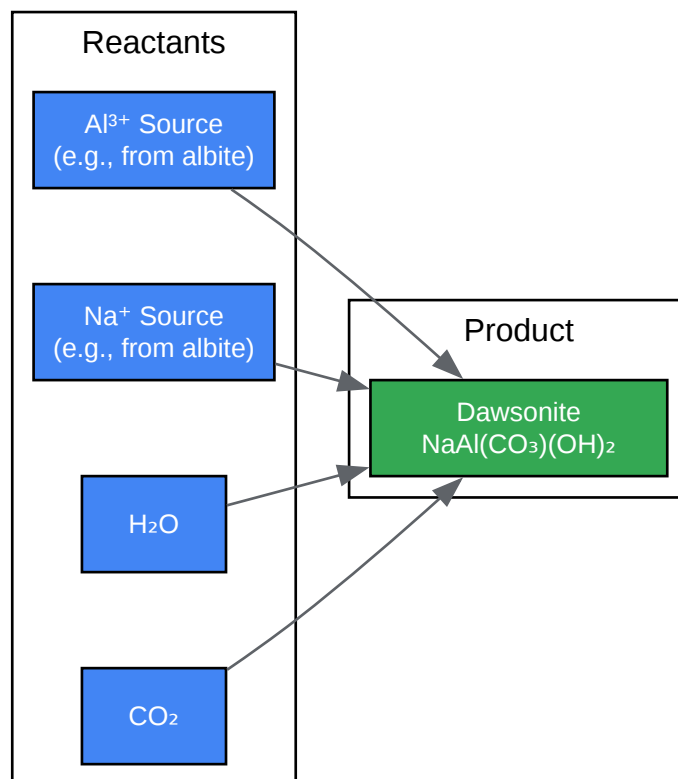 Reactants
Al³⁺ Source
(e.g., from albite)
Na⁺ Source
(e.g., from albite)
H₂O
CO₂
Product
Dawsonite
NaAl(CO₃)(OH)₂